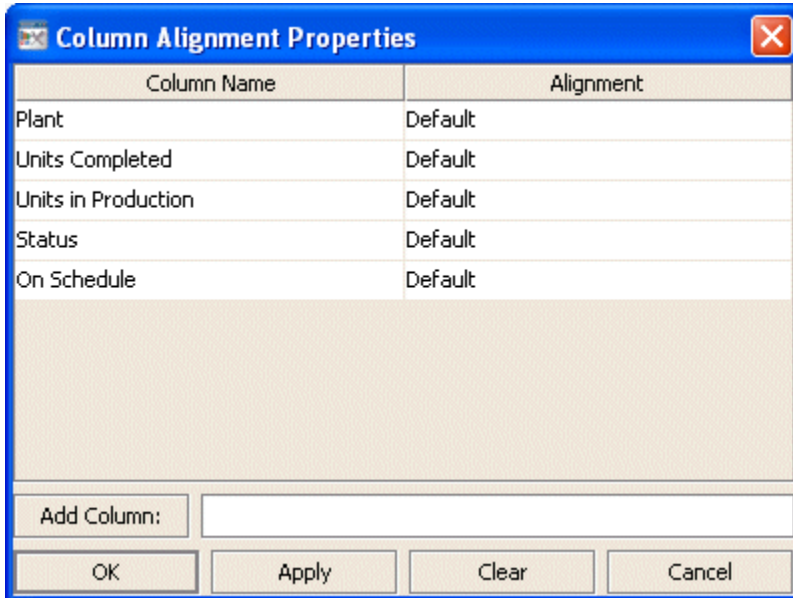 Column Alignment Properties
Column Name Alignment
Plant Default
Units Completed Default
Units in Production Default
Status Default
On Schedule Default
Add Column:
OK Apply Clear Cancel